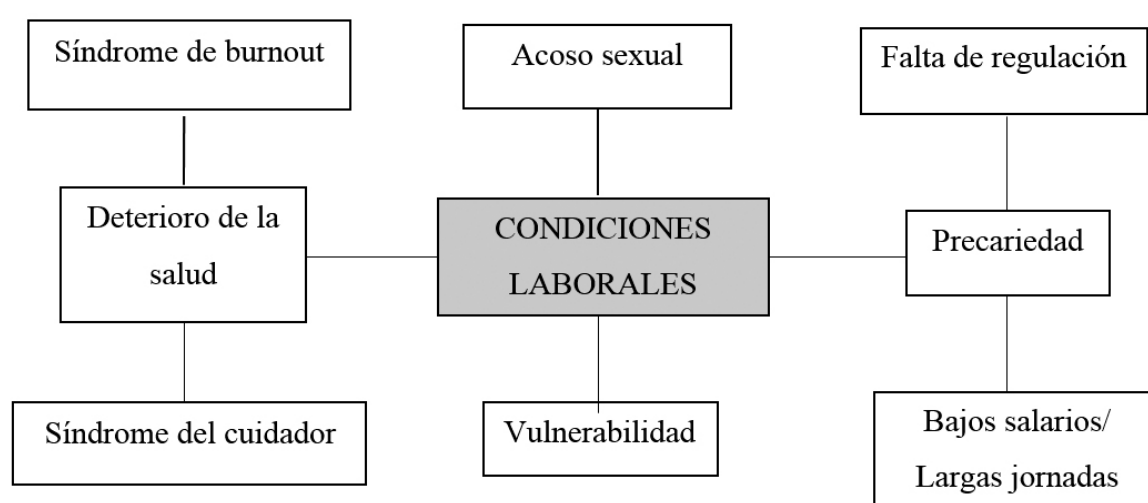 Síndrome de burnout
Acoso sexual
Falta de regulación
Deterioro de la
salud
CONDICIONES
LABORALES
Precariedad
Síndrome del cuidador
Vulnerabilidad
Bajos salarios/
Largas jornadas